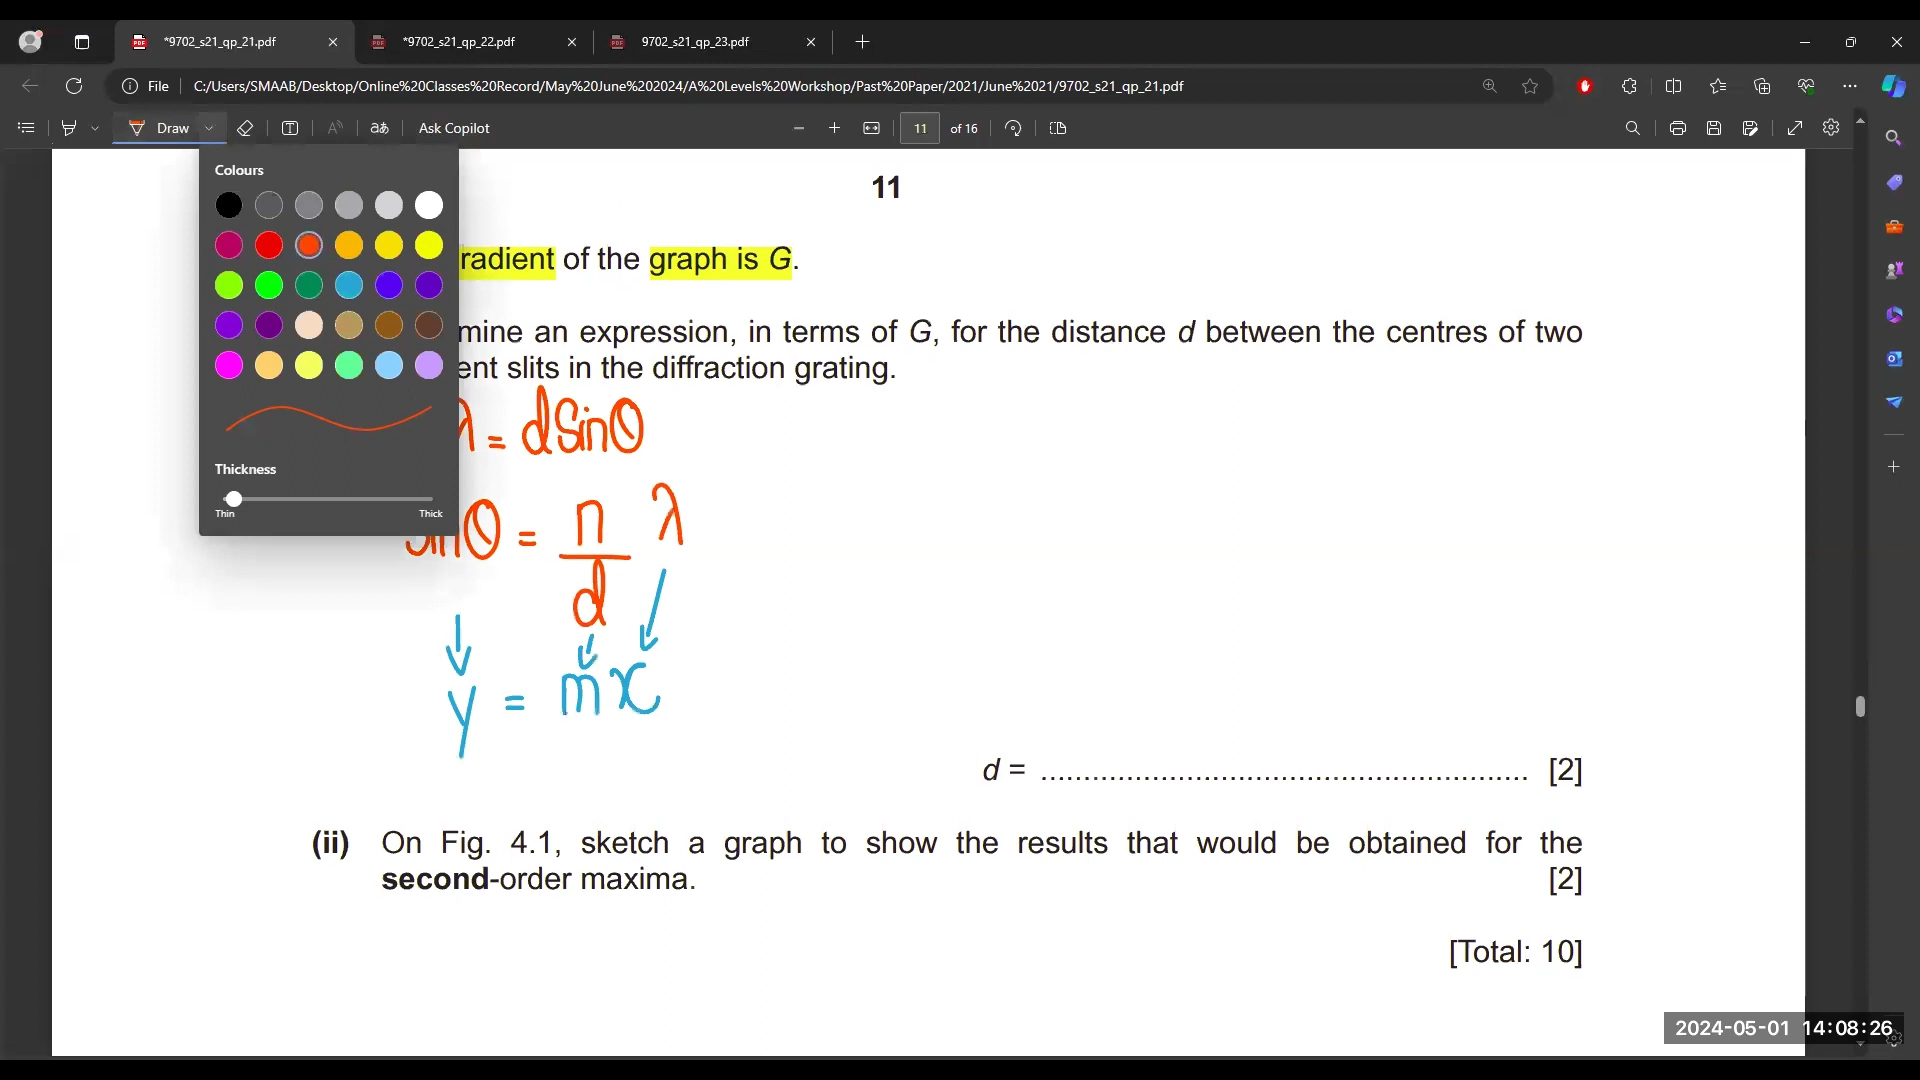 *9702_s21_qp_21.pdf
*9702_s21_qp_22.pdf
9702_s21_qp_23.pdf
File
C:/Users/SMAAB/Desktop/Online%20Classes%20Record/May%20June%202024/A%20Levels%20Workshop/Past%20Paper/2021/June%2021/9702_s21_qp_21.pdf
Draw
Ask Copilot
11
of 16
Colours
11
radient of the graph is G.
mine an expression, in terms of G, for the distance d between the centres of two
ent slits in the diffraction grating.
λ = dSinθ
Thickness
Thin
Thick
Sinθ = n/d λ
y = mx
d = ........................................................ [2]
(ii) On Fig. 4.1, sketch a graph to show the results that would be obtained for the
second-order maxima. [2]
[Total: 10]
2024-05-01 14:08:26